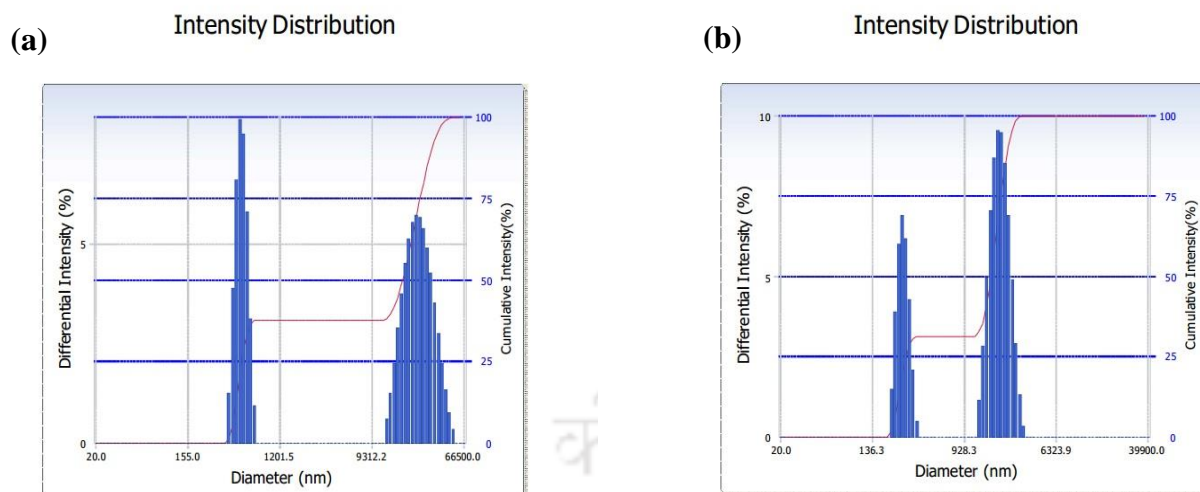 (a)
Intensity Distribution
Differential Intensity (%)
5
0
100
75
50
25
0
Cumulative Intensity(%)
20.0 155.0 1201.5 9312.2 66500.0
Diameter (nm)
(b)
Intensity Distribution
Differential Intensity (%)
10
5
0
100
75
50
25
0
Cumulative Intensity(%)
20.0 136.3 928.3 6323.9 39900.0
Diameter (nm)